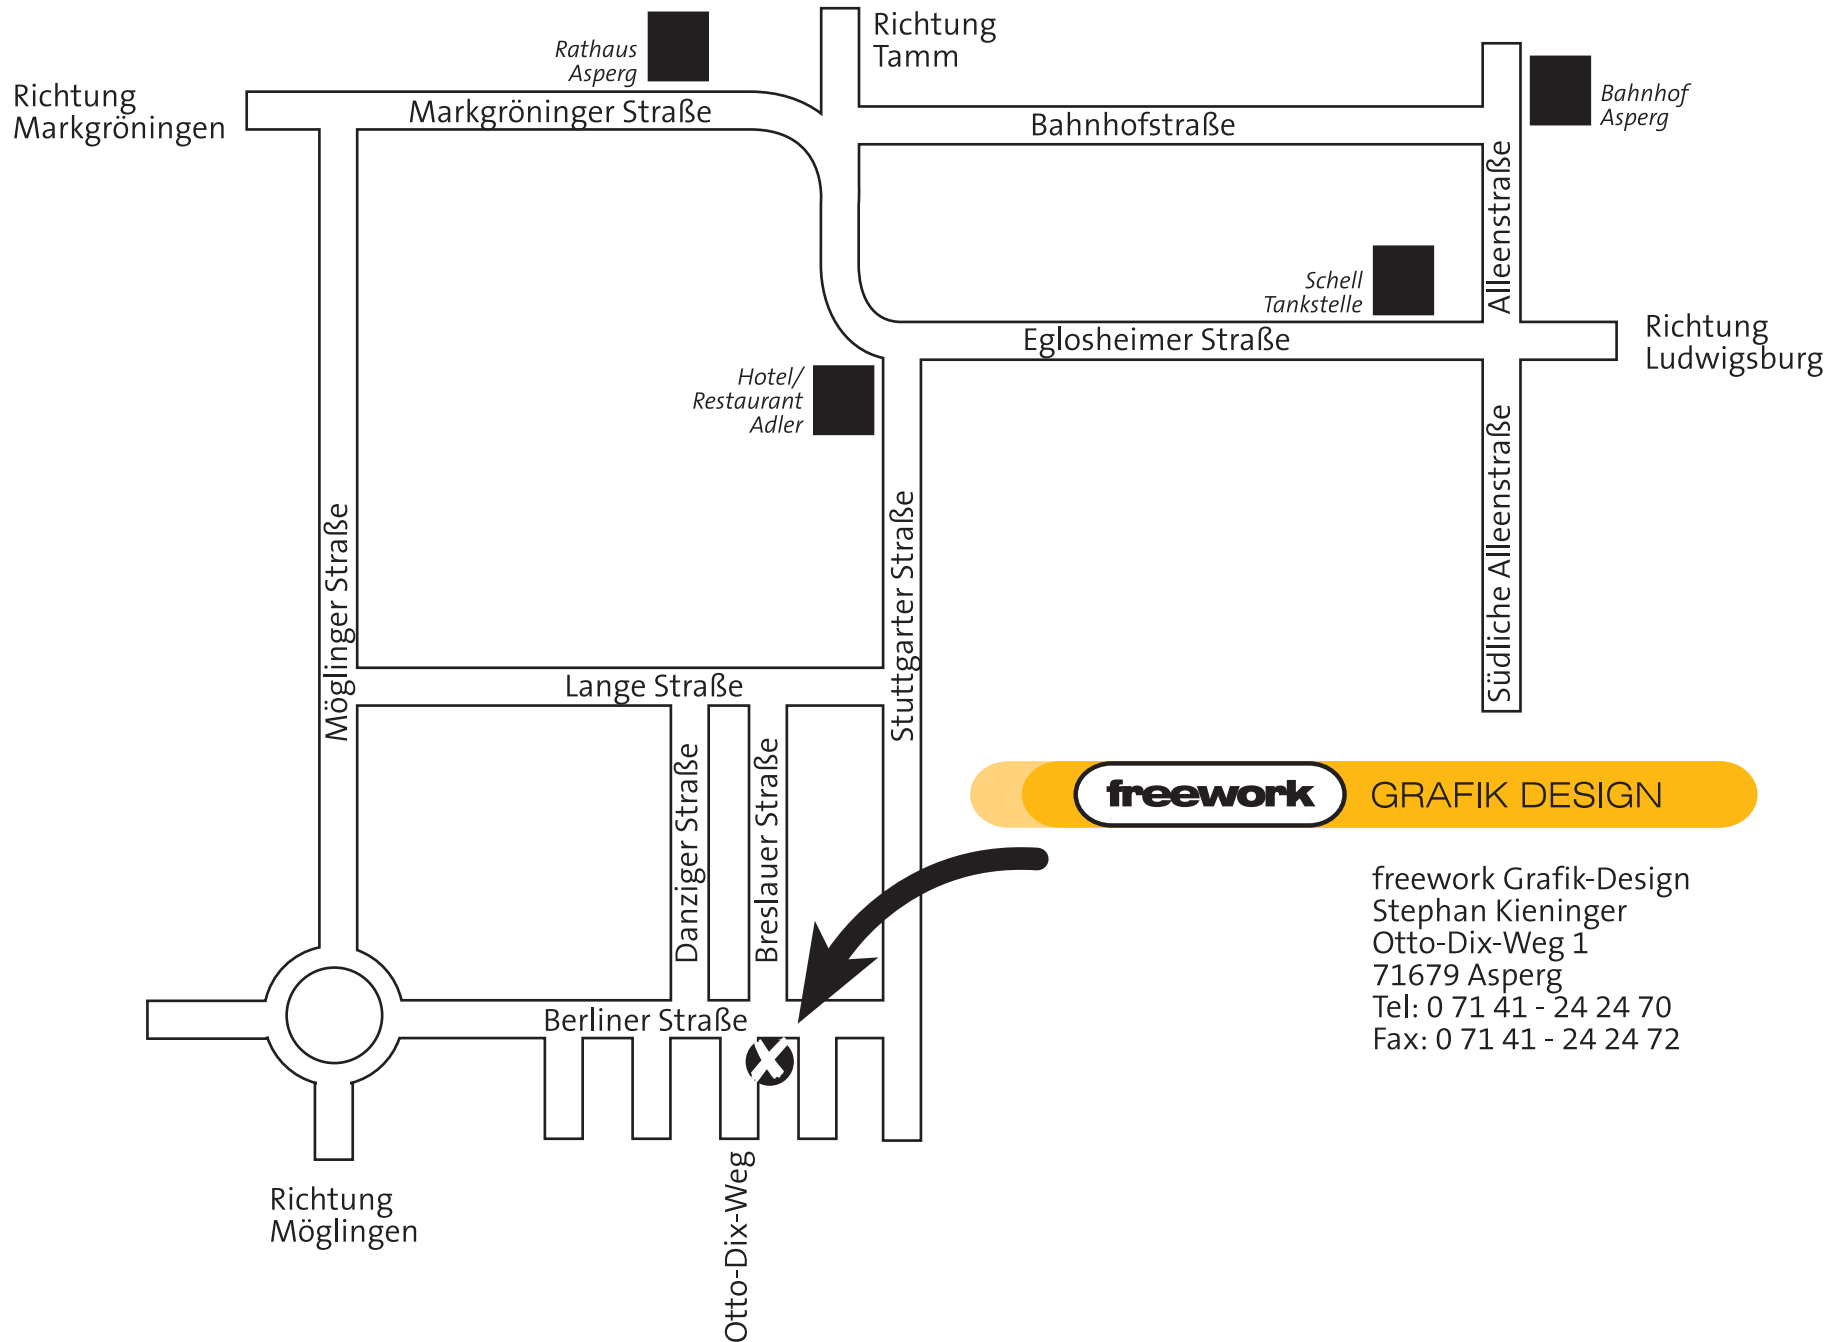 Richtung
Tamm
Rathaus
Asperg
Richtung
Markgröningen
Markgröninger Straße
Bahnhofstraße
Bahnhof
Asperg
Alleenstraße
Schell
Tankstelle
Eglosheimer Straße
Richtung
Ludwigsburg
Hotel/
Restaurant
Adler
Möglinger Straße
Stuttgarter Straße
Südliche Alleenstraße
Lange Straße
Danziger Straße
Breslauer Straße
freework GRAFIK DESIGN
freework Grafik-Design
Stephan Kieninger
Otto-Dix-Weg 1
71679 Asperg
Tel: 0 71 41 - 24 24 70
Fax: 0 71 41 - 24 24 72
Berliner Straße
Richtung
Möglingen
Otto-Dix-Weg